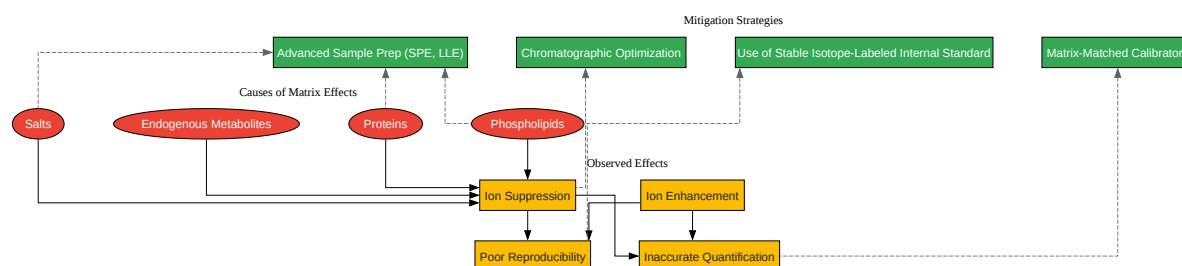 Mitigation Strategies
Advanced Sample Prep (SPE, LLE)
Chromatographic Optimization
Use of Stable Isotope-Labeled Internal Standard
Matrix-Matched Calibrator
Causes of Matrix Effects
Salts
Endogenous Metabolites
Proteins
Phospholipids
Observed Effects
Ion Suppression
Ion Enhancement
Poor Reproducibility
Inaccurate Quantification